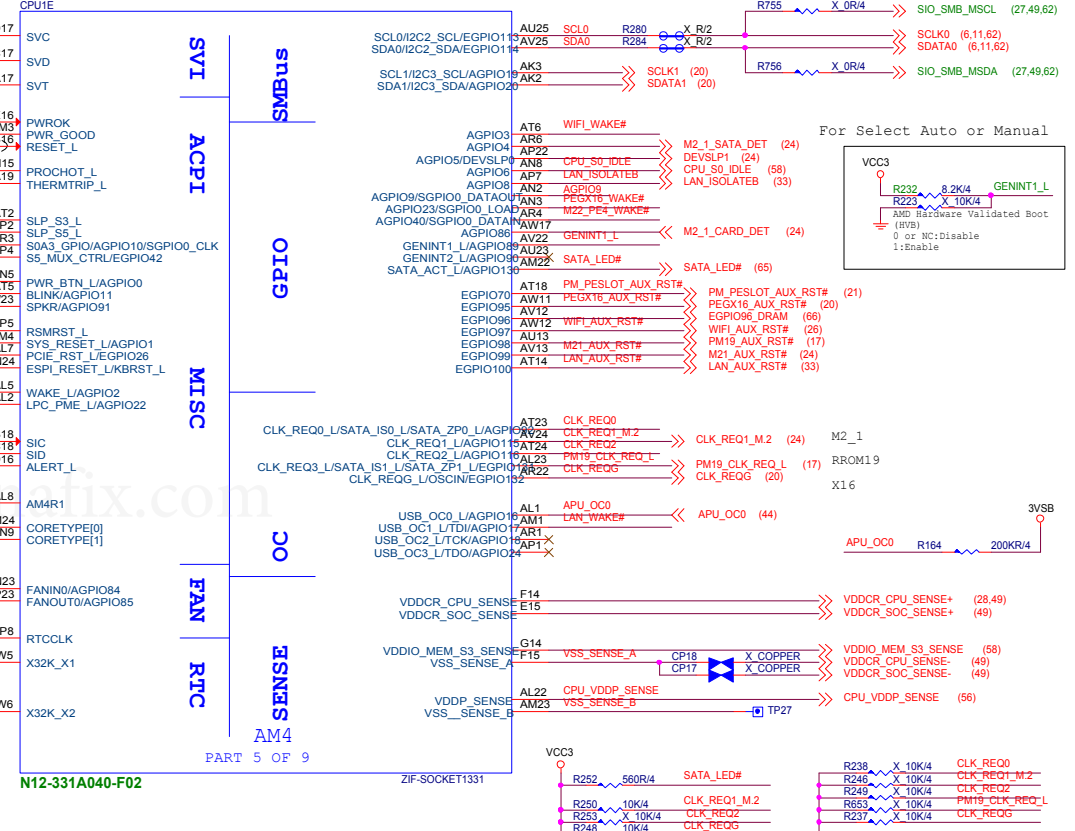 CPU1E
SVC
SVD
SVT
PWROK
PWR_GOOD
RESET_L
PROCHOT_L
THERMTRIP_L
SLP_S3_L
SLP_S5_L
S0A3_GPIO/AGPIO10/SGPIO0_CLK
S5_MUX_CTRL/EGPIO42
PWR_BTN_L/AGPIO0
BLINK/AGPIO11
SPKR/AGPIO91
RSMRST_L
SYS_RESET_L/AGPIO1
PCIE_RST_L/EGPIO26
ESPI_RESET_L/KBRST_L
WAKE_L/AGPIO2
LPC_PME_L/AGPIO22
SIC
SID
ALERT_L
AM4R1
CORETYPE[0]
CORETYPE[1]
FANIN0/AGPIO84
FANOUT0/AGPIO85
RTCCLK
X32K_X1
X32K_X2
SVI
ACPI
MISC
FAN
RTC
SMBus
GPIO
OC
SENSE
AM4
PART 5 OF 9
N12-331A040-F02
ZIF-SOCKET1331
SCL0/I2C2_SCL/EGPIO113 AU25 SCL0 R280 X_R/2
SDA0/I2C2_SDA/EGPIO114 AV25 SDA0 R284 X_R/2
R755 X_0R/4 SIO_SMB_MSCL (27,49,62)
SCLK0 (6,11,62)
SDATA0 (6,11,62)
R756 X_0R/4 SIO_SMB_MSDA (27,49,62)
SCL1/I2C3_SCL/AGPIO19 AK3 SCLK1 (20)
SDA1/I2C3_SDA/AGPIO20 AK2 SDATA1 (20)
AGPIO3 AT6 WIFI_WAKE#
AGPIO4 AR6 M2_1_SATA_DET (24)
AGPIO5/DEVSLP0 AP22 DEVSLP1 (24)
AGPIO6 AN8 CPU_S0_IDLE CPU_S0_IDLE (58)
AGPIO8 AP7 LAN_ISOLATEB LAN_ISOLATEB (33)
AGPIO9/SGPIO0_DATAOUT AN2 AGPIO9
AGPIO23/SGPIO0_LOAD AN3 PEGX16_WAKE#
AGPIO40/SGPIO0_DATAIN AR4 M22_PE4_WAKE#
AGPIO86 AW17 M2_1_CARD_DET (24)
GENINT1_L/AGPIO89 AV22 GENINT1_L
GENINT2_L/AGPIO90 AU23
SATA_ACT_L/AGPIO130 AM22 SATA_LED# SATA_LED# (65)
EGPIO70 AT18 PM_PESLOT_AUX_RST# PM_PESLOT_AUX_RST# (21)
EGPIO95 AW11 PEGX16_AUX_RST# PEGX16_AUX_RST# (20)
EGPIO96 AV12 EGPIO96_DRAM (66)
EGPIO97 AW12 WIFI_AUX_RST# WIFI_AUX_RST# (26)
EGPIO98 AU13 PM19_AUX_RST# (17)
EGPIO99 AV13 M21_AUX_RST# M21_AUX_RST# (24)
EGPIO100 AT14 LAN_AUX_RST# LAN_AUX_RST# (33)
For Select Auto or Manual
VCC3
R232 8.2K/4 GENINT1_L
R223 X_10K/4
AMD Hardware Validated Boot
(HVB)
0 or NC:Disable
1:Enable
CLK_REQ0_L/SATA_IS0_L/SATA_ZP0_L/AGPIO92 AT23 CLK_REQ0
CLK_REQ1_L/AGPIO115 AV24 CLK_REQ1_M.2 CLK_REQ1_M.2 (24) M2_1
CLK_REQ2_L/AGPIO116 AT24 CLK_REQ2
CLK_REQ3_L/SATA_IS1_L/SATA_ZP1_L/EGPIO131 AL23 PM19_CLK_REQ_L PM19_CLK_REQ_L (17) RROM19
CLK_REQG_L/OSCIN/EGPIO132 AR22 CLK_REQG CLK_REQG (20) X16
USB_OC0_L/AGPIO16 AL1 APU_OC0 APU_OC0 (44)
USB_OC1_L/TDI/AGPIO17 AM1 LAN_WAKE#
USB_OC2_L/TCK/AGPIO18 AR1
USB_OC3_L/TDO/AGPIO24 AP1
3VSB
APU_OC0 R164 200KR/4
VDDCR_CPU_SENSE F14 VDDCR_CPU_SENSE+ (28,49)
VDDCR_SOC_SENSE E15 VDDCR_SOC_SENSE+ (49)
VDDIO_MEM_S3_SENSE G14 VDDIO_MEM_S3_SENSE (58)
VSS_SENSE_A F15 VSS_SENSE_A CP18 X_COPPER VDDCR_CPU_SENSE- (49)
CP17 X_COPPER VDDCR_SOC_SENSE- (49)
VDDP_SENSE AL22 CPU_VDDP_SENSE CPU_VDDP_SENSE (56)
VSS__SENSE_B AM23 VSS_SENSE_B TP27
VCC3
R252 560R/4 SATA_LED#
R250 10K/4 CLK_REQ1_M.2
R253 X_10K/4 CLK_REQ2
R248 10K/4 CLK_REQG
R238 X_10K/4 CLK_REQ0
R246 X_10K/4 CLK_REQ1_M.2
R249 X_10K/4 CLK_REQ2
R653 X_10K/4 PM19_CLK_REQ_L
R237 X_10K/4 CLK_REQG